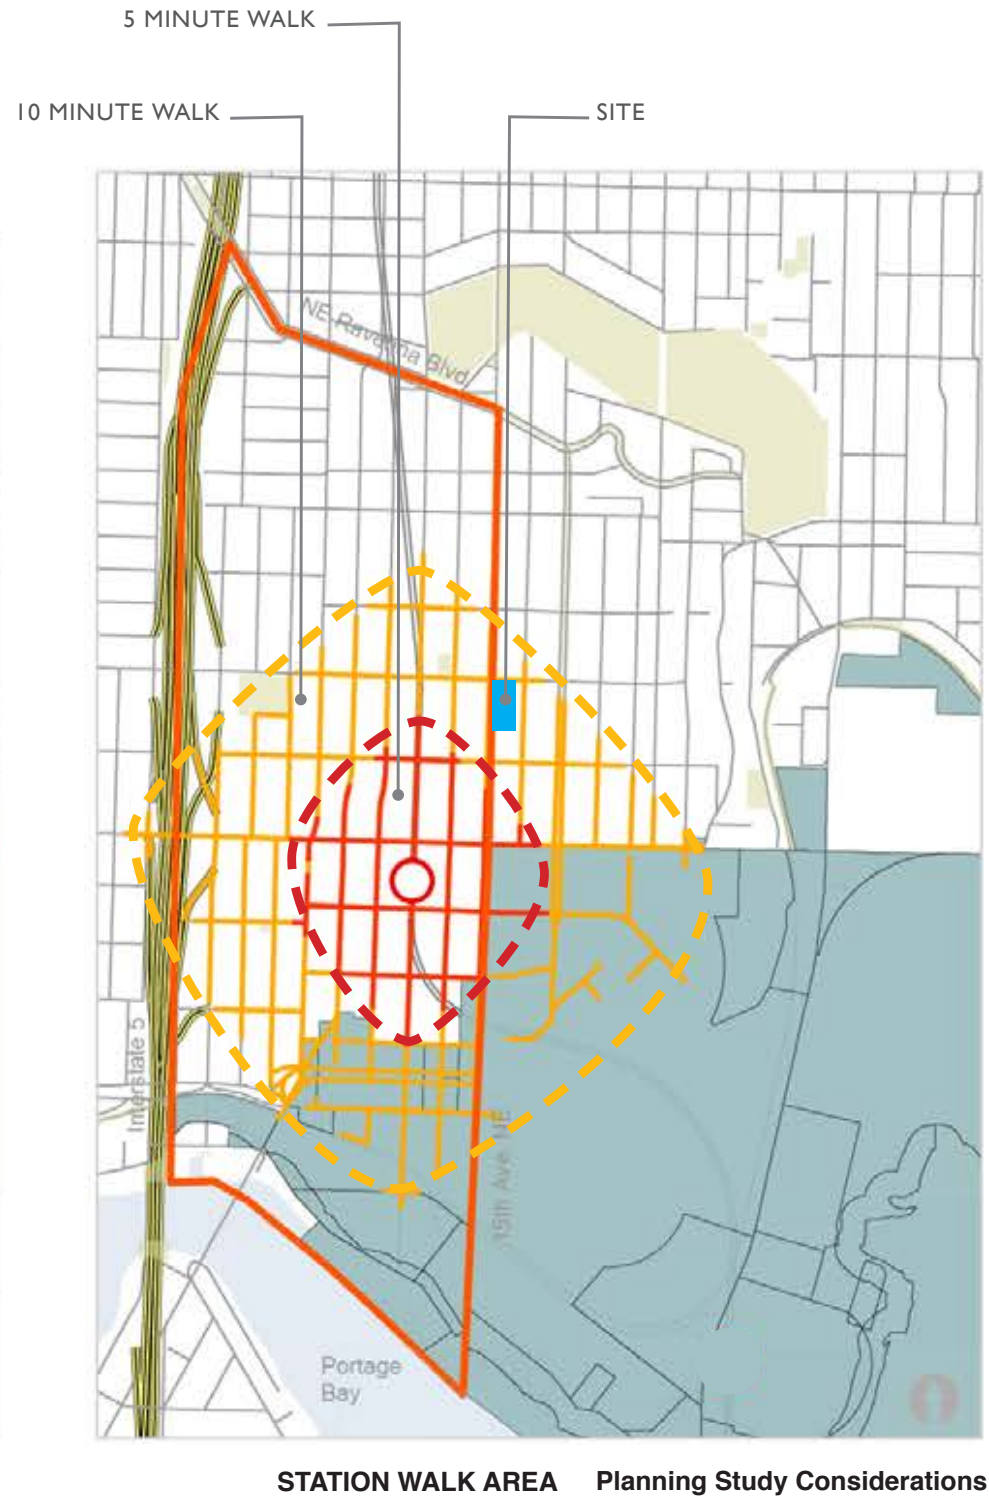 5 MINUTE WALK
10 MINUTE WALK
SITE
NE Ravenna Blvd
Interstate 5
15th Ave NE
Portage
Bay
STATION WALK AREA Planning Study Considerations